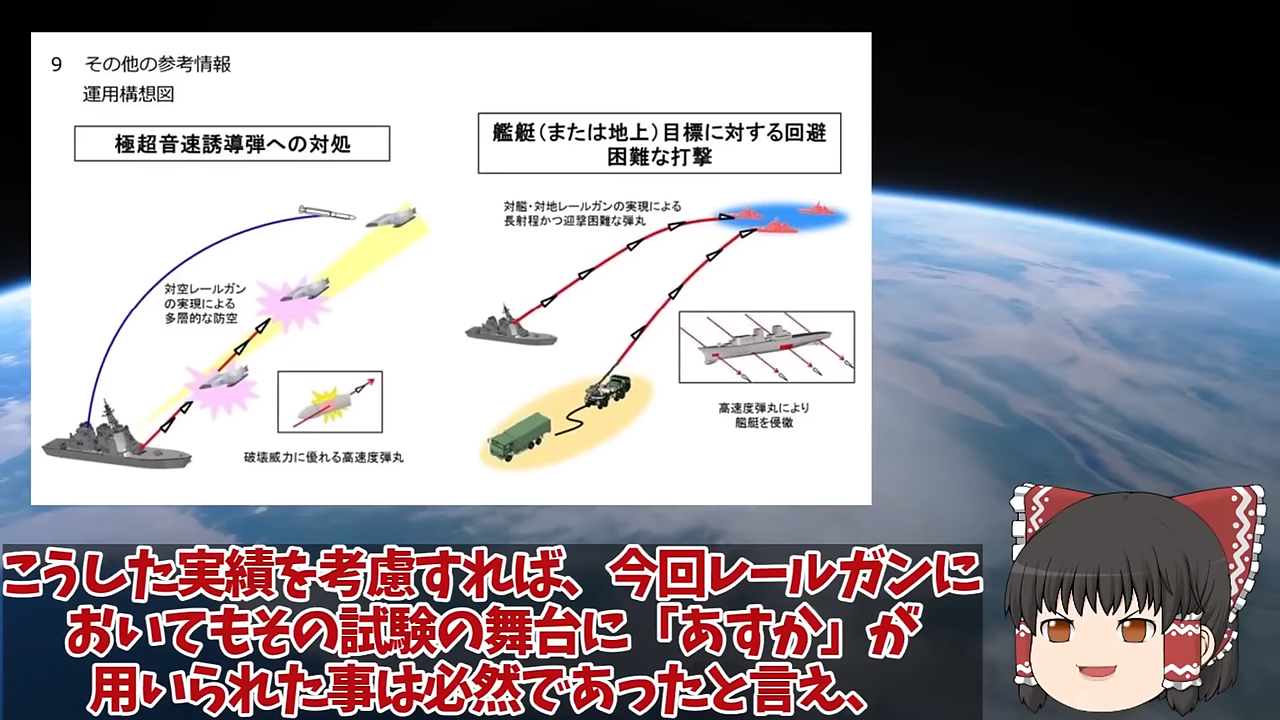 9 その他の参考情報
運用構想図
極超音速誘導弾への対処
対空レールガン
の実現による
多層的な防空
破壊威力に優れる高速度弾丸
艦艇(または地上)目標に対する回避
困難な打撃
対艦・対地レールガンの実現による
長射程かつ迎撃困難な弾丸
高速度弾丸により
艦艇を侵徹
こうした実績を考慮すれば、今回レールガンに
おいてもその試験の舞台に「あすか」が
用いられた事は必然であったと言え、